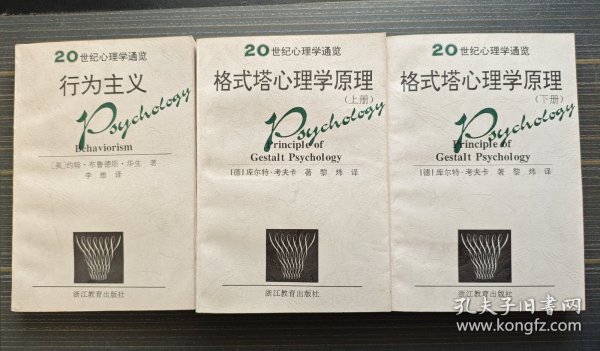 20世纪心理学通览
行为主义
Psychology
Behaviorism
[美]约翰·布鲁德斯·华生 著
李维 译
浙江教育出版社
20世纪心理学通览
格式塔心理学原理
(上册)
Psychology
Principle of
Gestalt Psychology
[德]库尔特·考夫卡 著 黎炜 译
浙江教育出版社
20世纪心理学通览
格式塔心理学原理
(下册)
Psychology
Principle of
Gestalt Psychology
[德]库尔特·考夫卡 著 黎炜 译
浙江教育出版社
孔夫子旧书网
www.kongfz.com